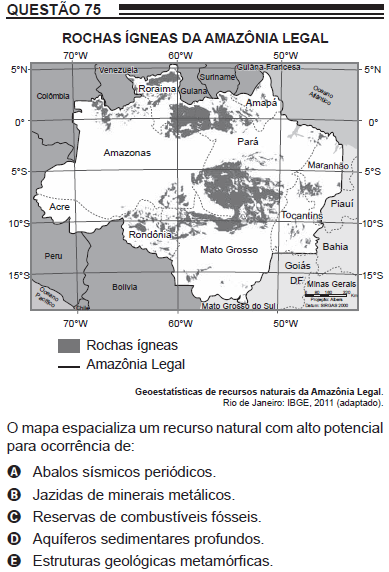 QUESTÃO 75
ROCHAS ÍGNEAS DA AMAZÔNIA LEGAL
70°W 60°W 50°W
5°N 5°N
Venezuela
Guiana Francesa
Suriname
Guiana
Roraima
Colômbia
Amapá
Oceano
Atlântico
0° 0°
Amazonas
Pará
Maranhão
5°S 5°S
Acre
Piauí
Tocantins
10°S 10°S
Rondônia
Mato Grosso
Bahia
Peru
Goiás
15°S 15°S
Bolívia
DF
Minas Gerais
Oceano
Pacífico
Chile
Mato Grosso do Sul
Projeção: Albers
Datum: SIRGAS 2000
70°W 60°W 50°W
Rochas ígneas
Amazônia Legal
Geoestatísticas de recursos naturais da Amazônia Legal.
Rio de Janeiro: IBGE, 2011 (adaptado).
O mapa espacializa um recurso natural com alto potencial
para ocorrência de:
A Abalos sísmicos periódicos.
B Jazidas de minerais metálicos.
C Reservas de combustíveis fósseis.
D Aquíferos sedimentares profundos.
E Estruturas geológicas metamórficas.